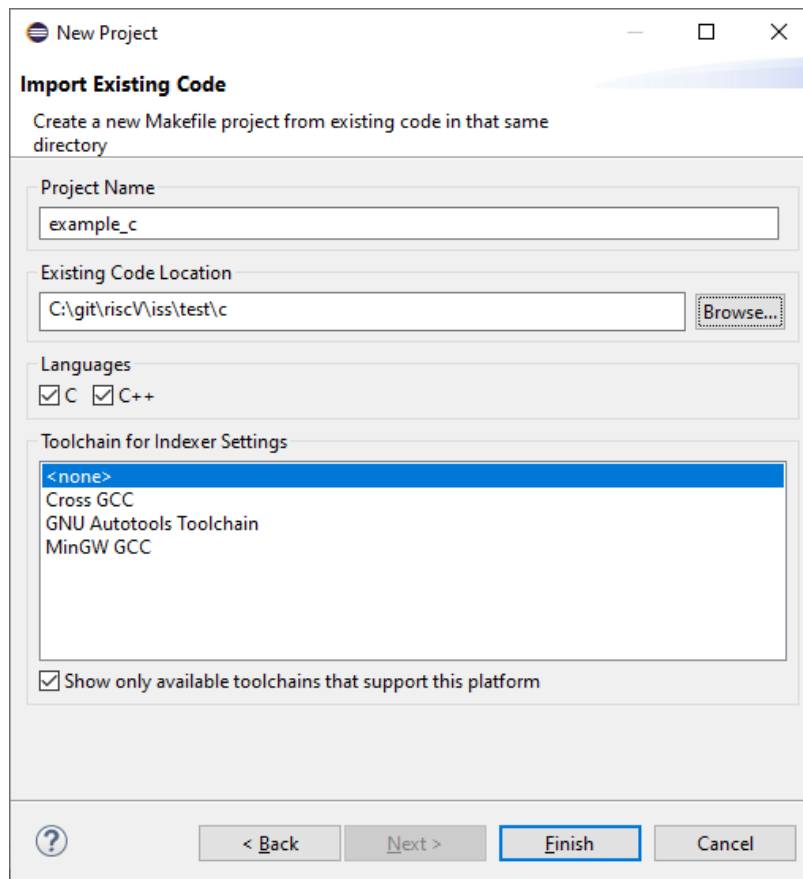 New Project
Import Existing Code
Create a new Makefile project from existing code in that same
directory
Project Name
example_c
Existing Code Location
C:\git\riscV\iss\test\c
Browse...
Languages
C C++
Toolchain for Indexer Settings
<none>
Cross GCC
GNU Autotools Toolchain
MinGW GCC
Show only available toolchains that support this platform
? < Back Next > Finish Cancel